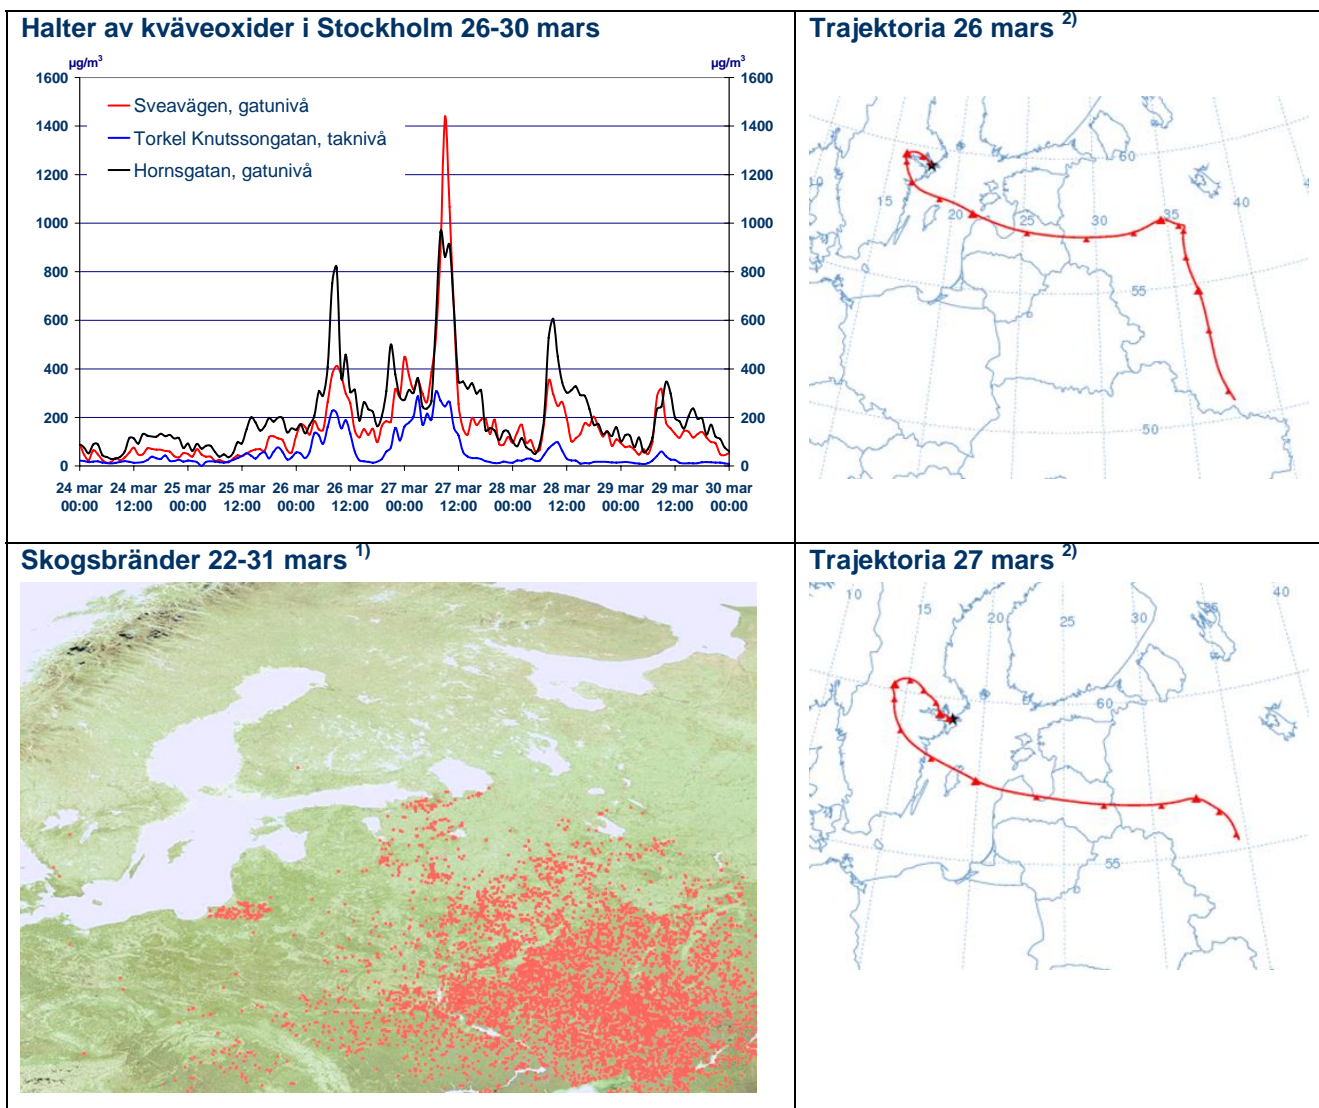 Halter av kväveoxider i Stockholm 26-30 mars
µg/m3 µg/m3
1600 1600
1400 1400
1200 1200
1000 1000
800 800
600 600
400 400
200 200
0 0
Sveavägen, gatunivå
Torkel Knutssongatan, taknivå
Hornsgatan, gatunivå
24 mar 24 mar 25 mar 25 mar 26 mar 26 mar 27 mar 27 mar 28 mar 28 mar 29 mar 29 mar 30 mar
00:00 12:00 00:00 12:00 00:00 12:00 00:00 12:00 00:00 12:00 00:00 12:00 00:00
Trajektoria 26 mars 2)
60
10 15 20 25 30 35 40
55
50
Skogsbränder 22-31 mars 1)
Trajektoria 27 mars 2)
10 15 20 25 30 35 40
60
55